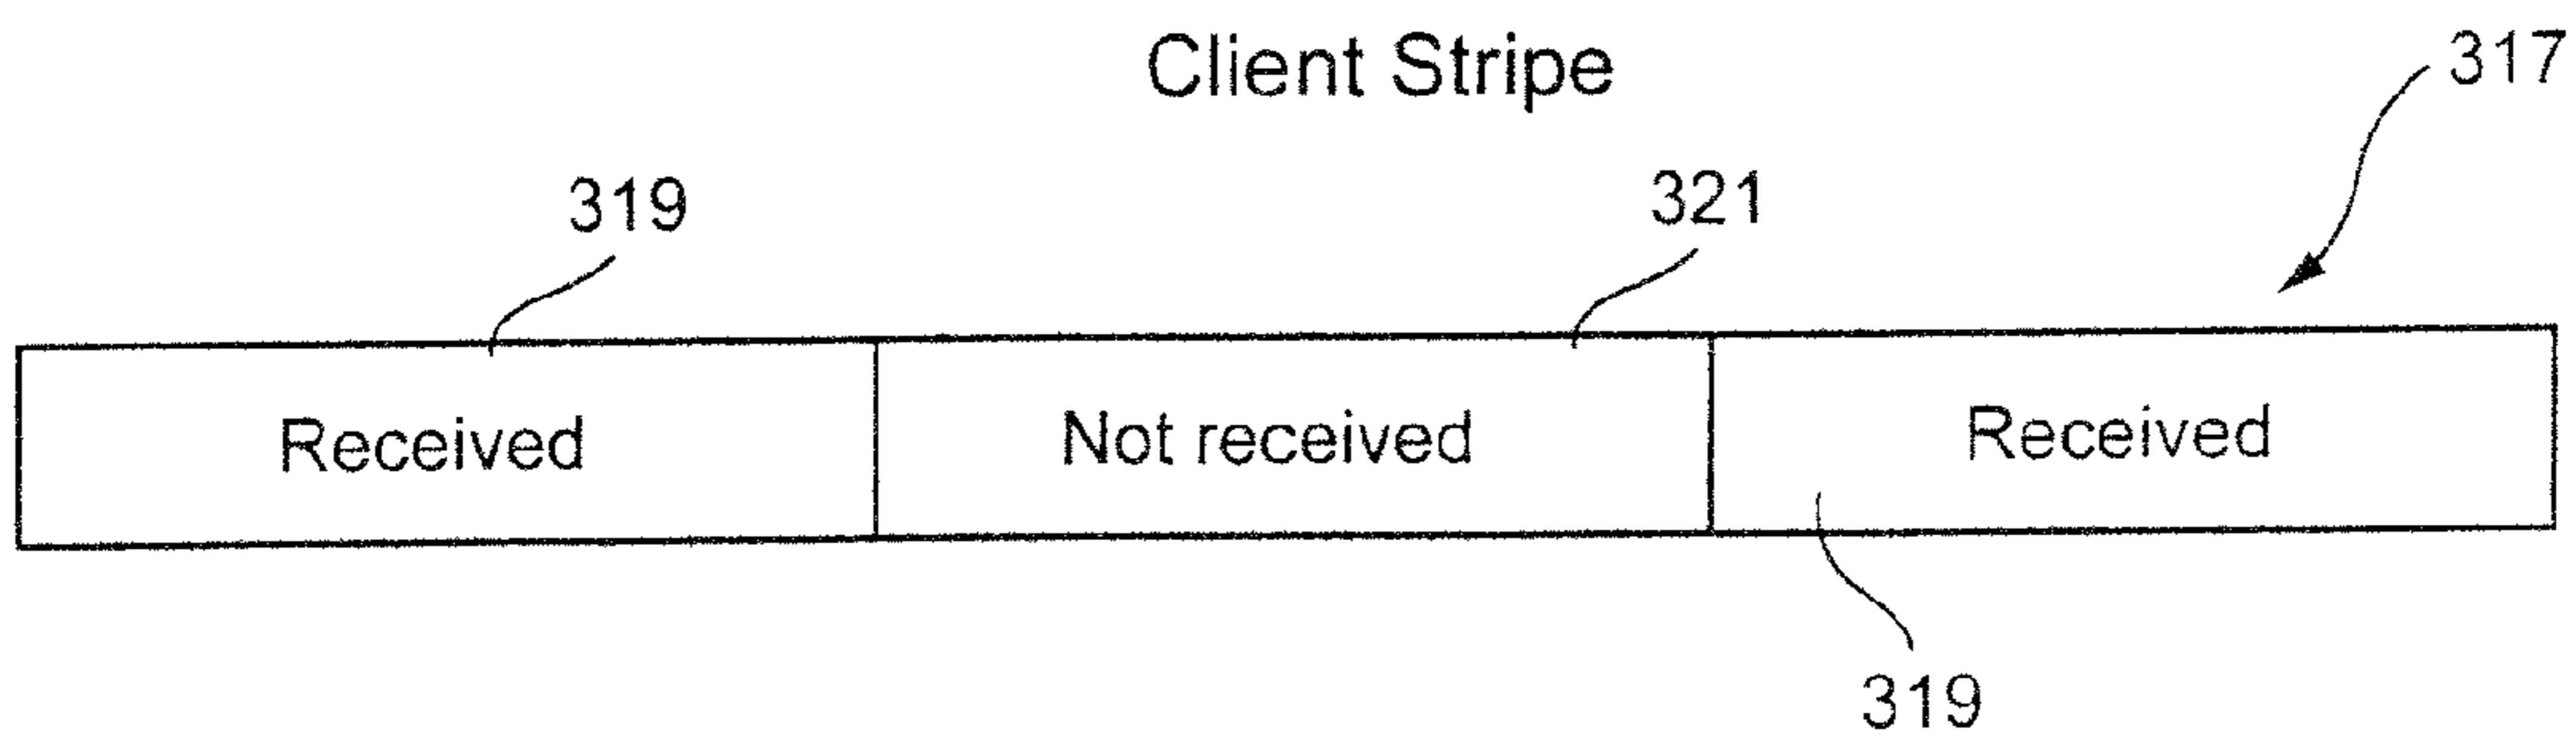 Client Stripe
317
319
321
Received
Not received
Received
319